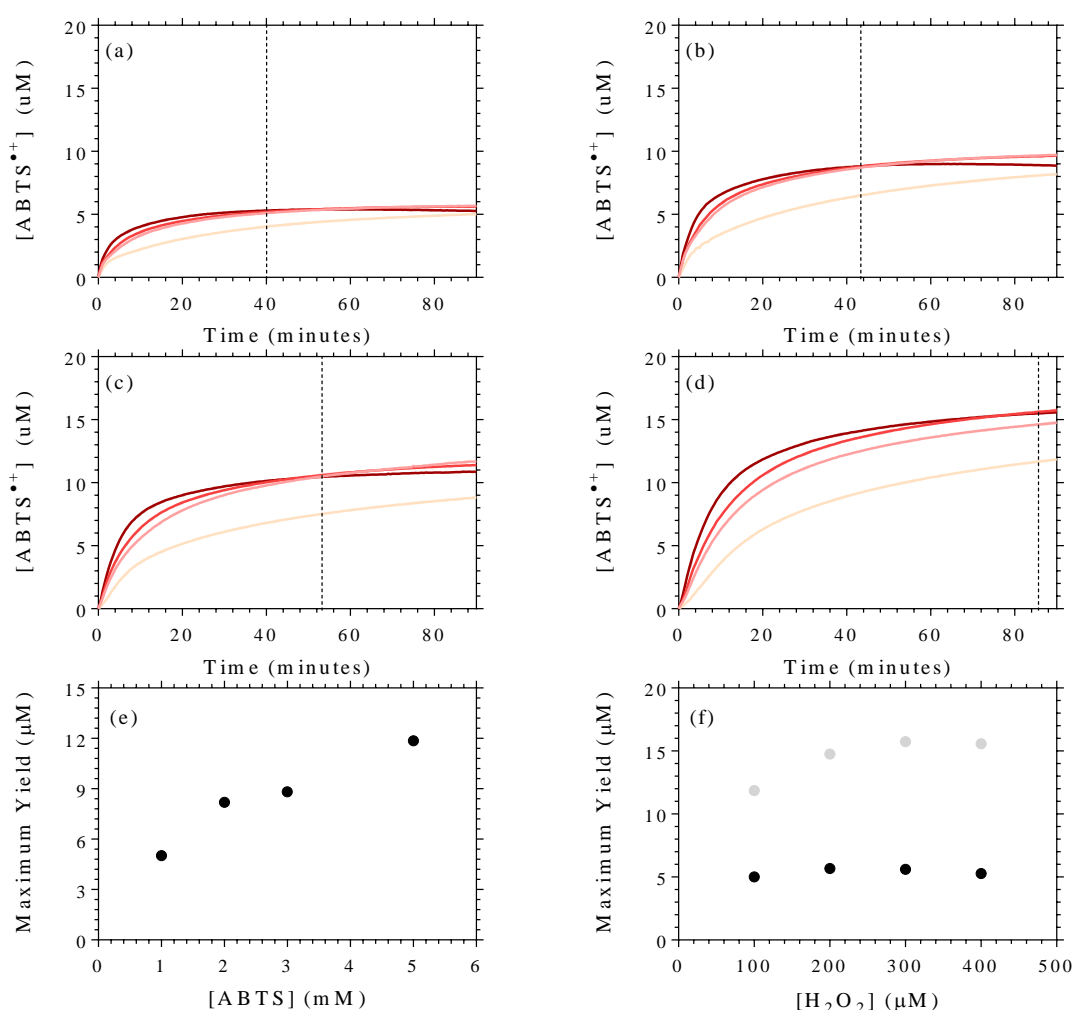 (a)
[ABTS•+] (uM)
20
15
10
5
0
0 20 40 60 80
Time (minutes)
(b)
[ABTS•+] (uM)
20
15
10
5
0
0 20 40 60 80
Time (minutes)
(c)
[ABTS•+] (uM)
20
15
10
5
0
0 20 40 60 80
Time (minutes)
(d)
[ABTS•+] (uM)
20
15
10
5
0
0 20 40 60 80
Time (minutes)
(e)
Maximum Yield (μM)
15
12
9
6
3
0
0 1 2 3 4 5 6
[ABTS] (mM)
(f)
Maximum Yield (μM)
20
15
10
5
0
0 100 200 300 400 500
[H2O2] (μM)